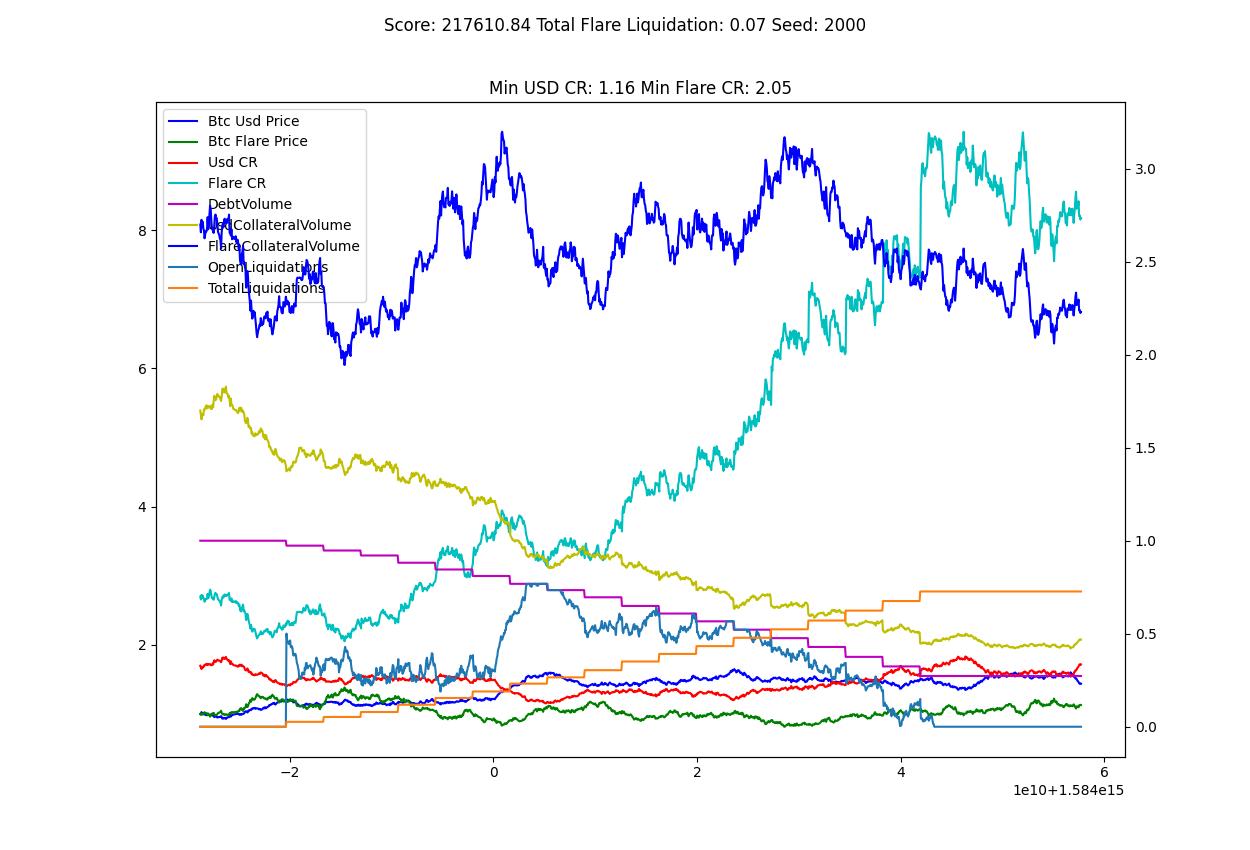 Score: 217610.84 Total Flare Liquidation: 0.07 Seed: 2000
Min USD CR: 1.16 Min Flare CR: 2.05
Btc Usd Price
Btc Flare Price
Usd CR
Flare CR
DebtVolume
UsdCollateralVolume
FlareCollateralVolume
OpenLiquidations
TotalLiquidations
8
6
4
2
3.0
2.5
2.0
1.5
1.0
0.5
0.0
−2
0
2
4
6
1e10+1.584e15